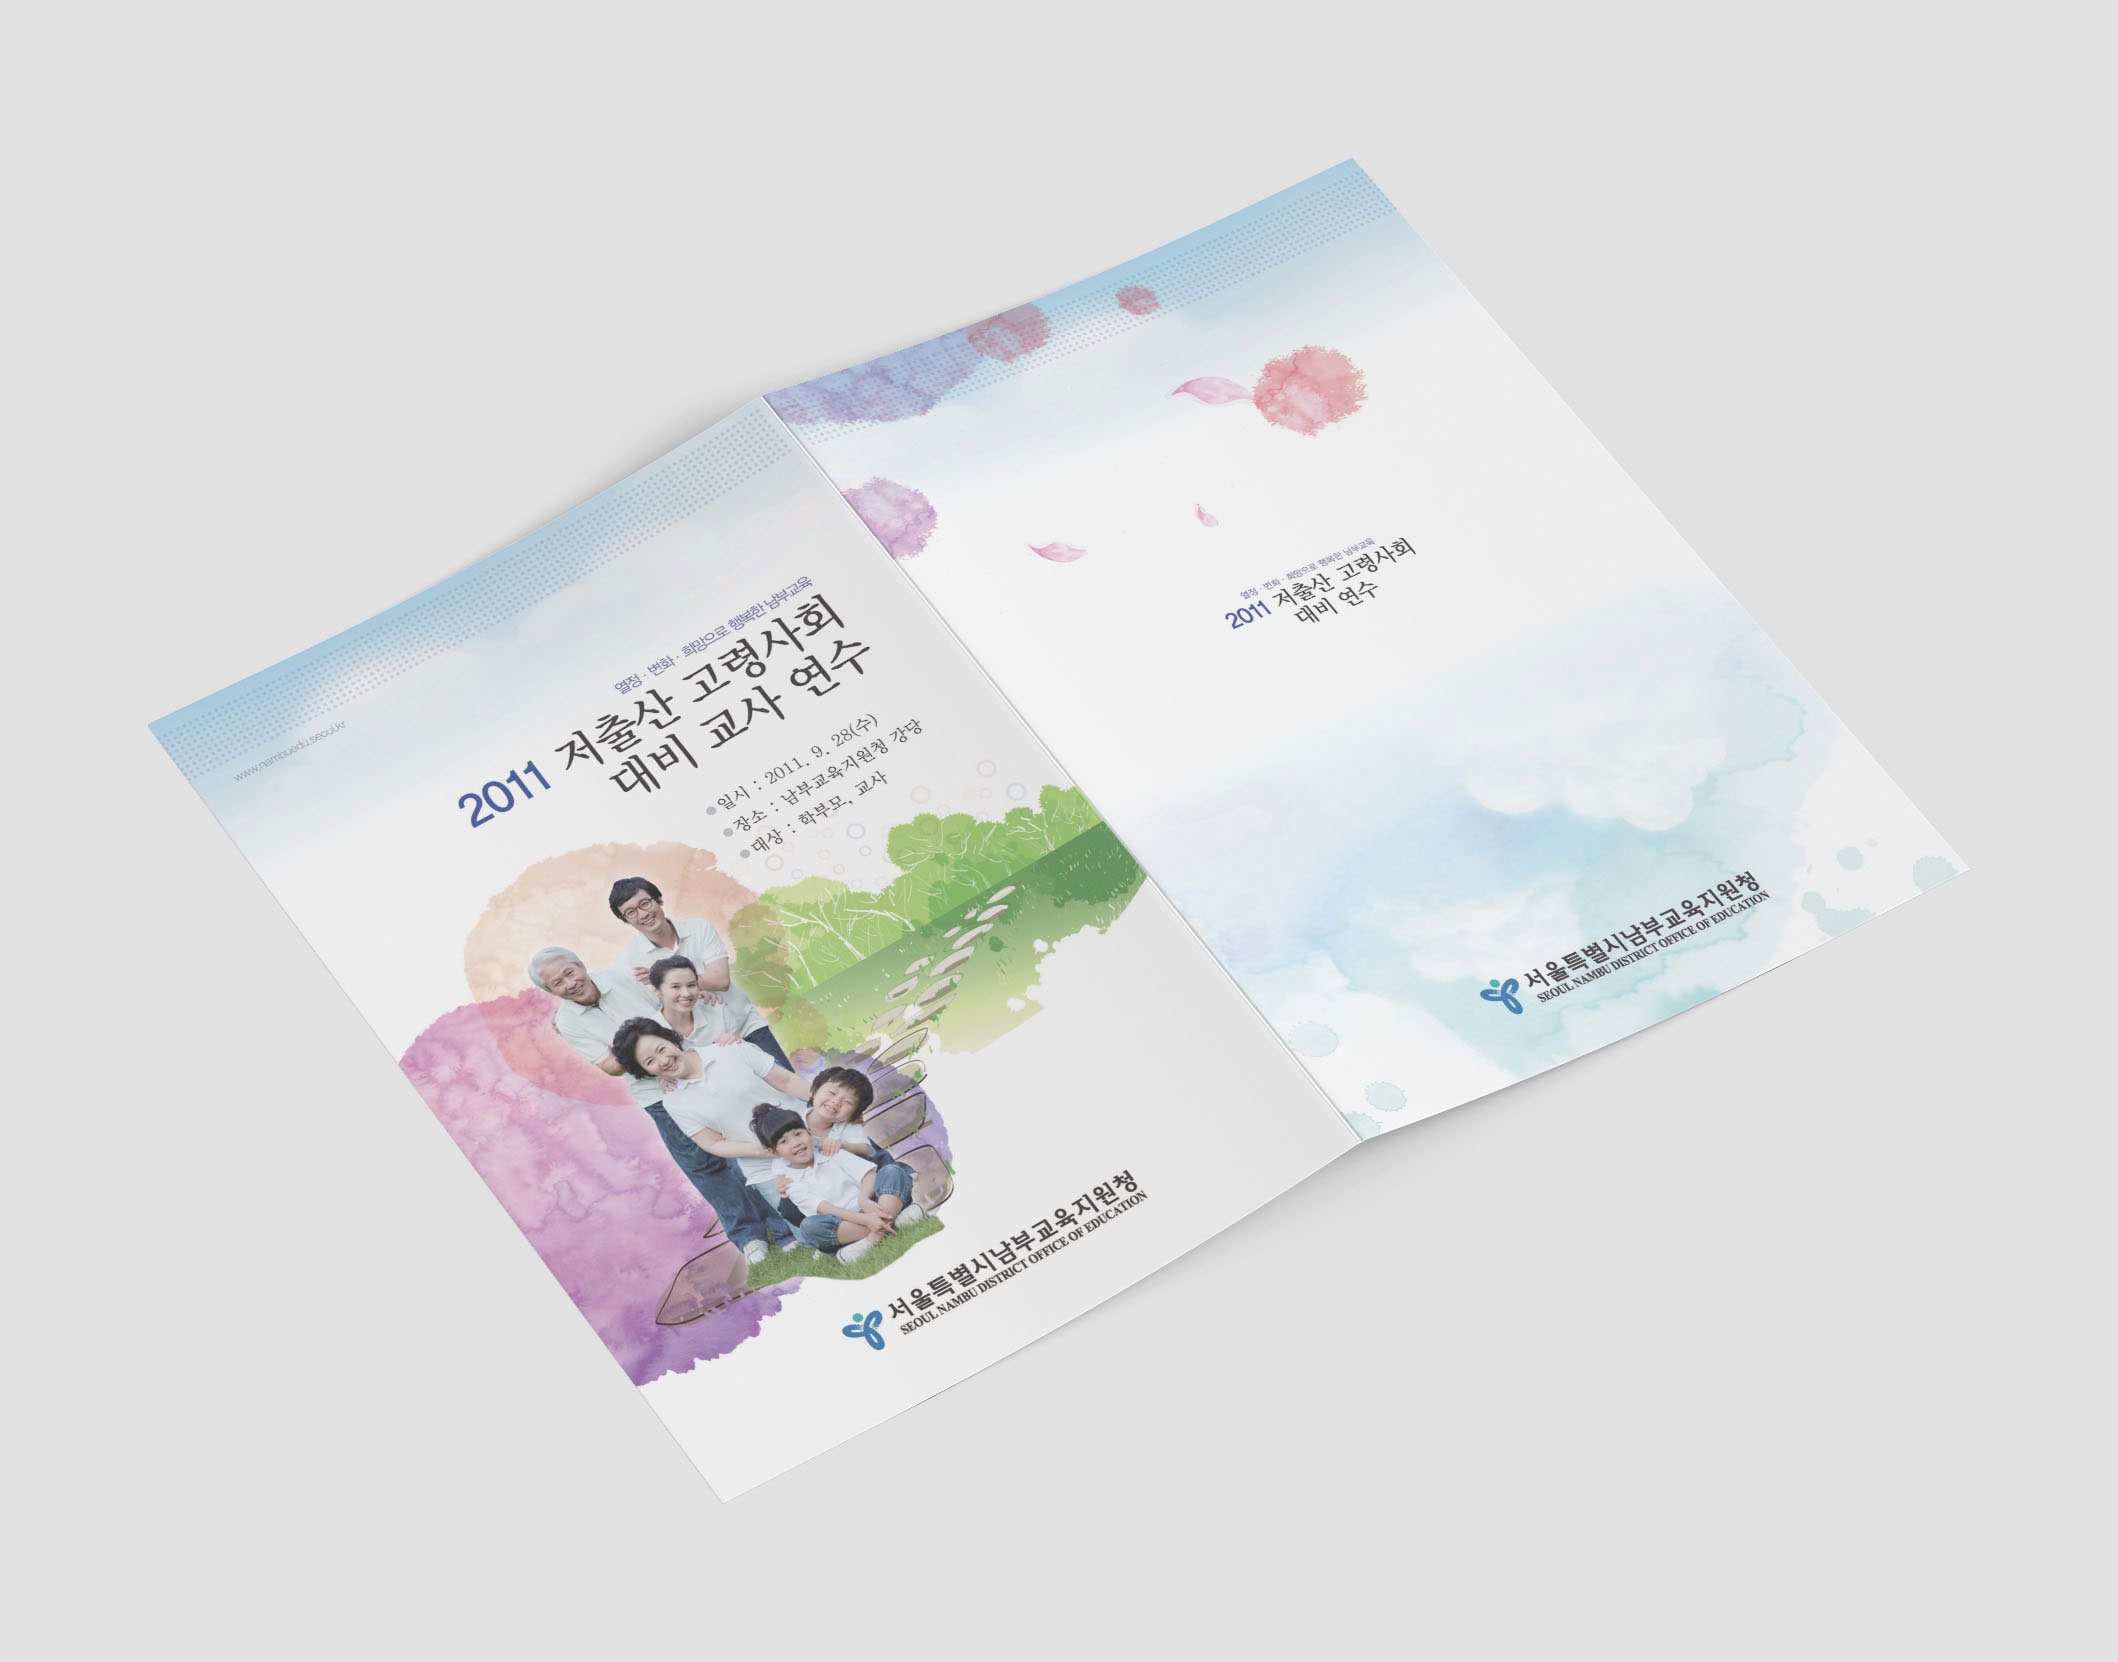 www.nambuedu.seoul.kr
열정 · 변화 · 희망으로 행복한 남부교육
2011 저출산 고령사회
대비 교사 연수
● 일시 : 2011. 9. 28(수)
● 장소 : 남부교육지원청 강당
● 대상 : 학부모, 교사
서울특별시남부교육지원청
SEOUL NAMBU DISTRICT OFFICE OF EDUCATION
열정 · 변화 · 희망으로 행복한 남부교육
2011 저출산 고령사회
대비 연수
서울특별시남부교육지원청
SEOUL NAMBU DISTRICT OFFICE OF EDUCATION